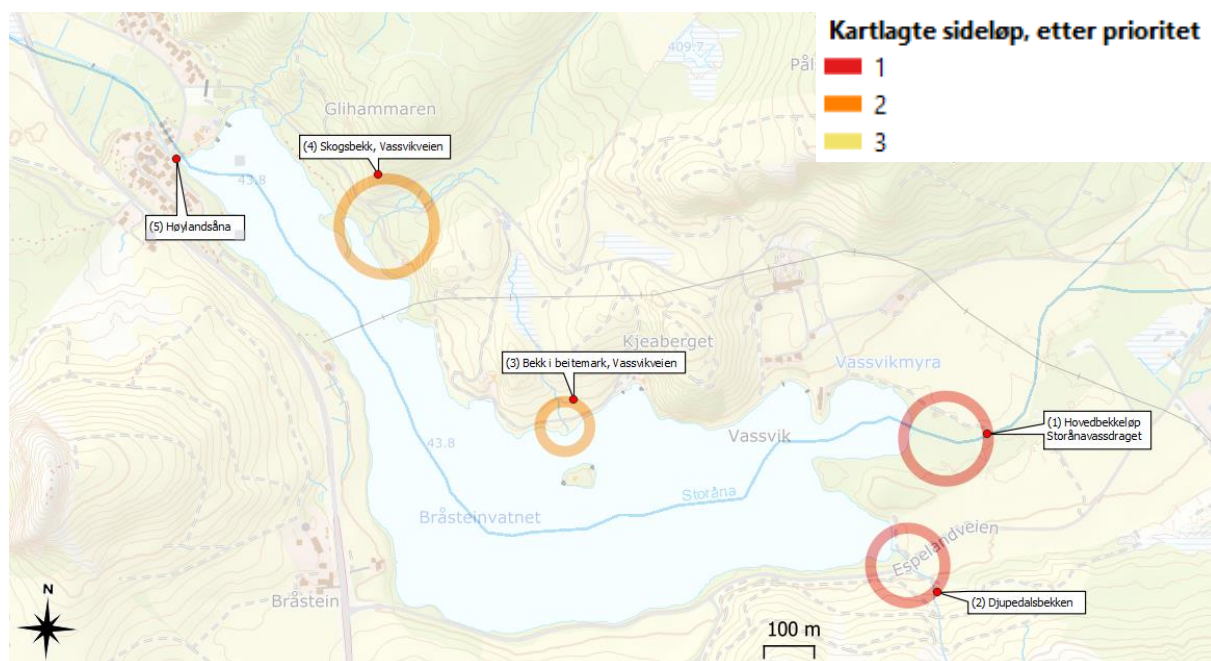 Kartlagte sideløp, etter prioritet
1
2
3
409.7
Glihammaren
(4) Skogsbekk, Vassvikveien
43.8
(5) Høylandsåna
Kjeaberget
(3) Bekk i beitemark, Vassvikveien
Vassvikmyra
(1) Hovedbekkeløp
Storånavassdraget
43.8
Vassvik
Storåna
Bråsteinvatnet
Espelandveien
Bråstein
(2) Djupedalsbekken
N
100 m